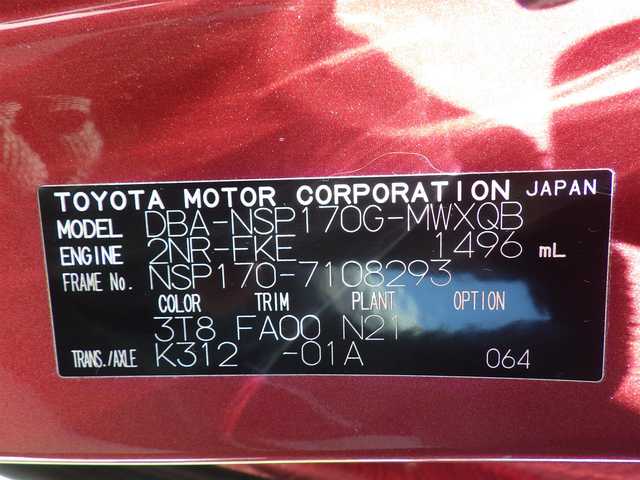 TOYOTA MOTOR CORPORATION JAPAN
MODEL DBA-NSP170G-MWXQB
ENGINE 2NR-FKE 1496 mL
FRAME No. NSP170-7108293
COLOR TRIM PLANT OPTION
3T8 FA00 N21
TRANS./AXLE K312 -01A 064